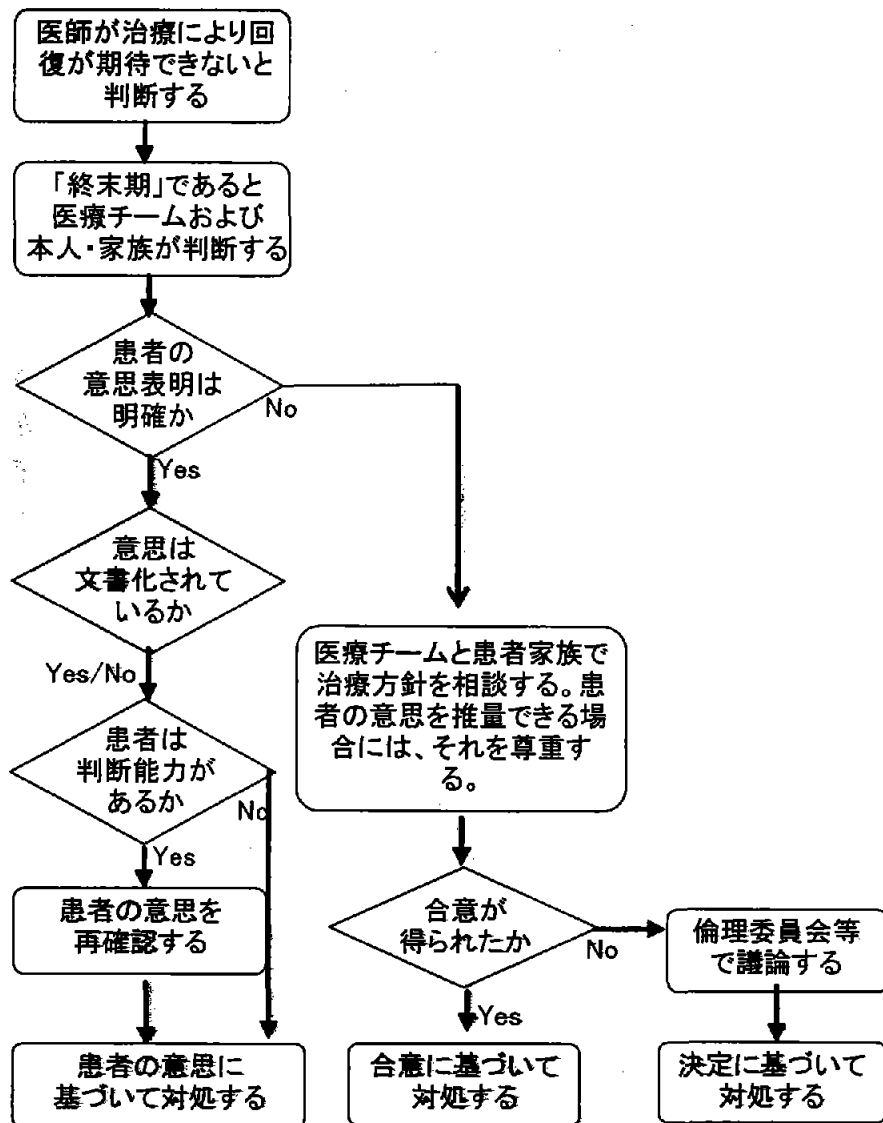 医師が治療により回
復が期待できないと
判断する
「終末期」であると
医療チームおよび
本人・家族が判断する
患者の
意思表明は
明確か
No
Yes
意思は
文書化されて
いるか
Yes/No
患者は
判断能力が
あるか
No
Yes
患者の意思を
再確認する
患者の意思に
基づいて対処する
医療チームと患者家族で
治療方針を相談する。患
者の意思を推量できる場
合には、それを尊重す
る。
合意が
得られたか
No
Yes
倫理委員会等
で議論する
合意に基づいて
対処する
決定に基づいて
対処する